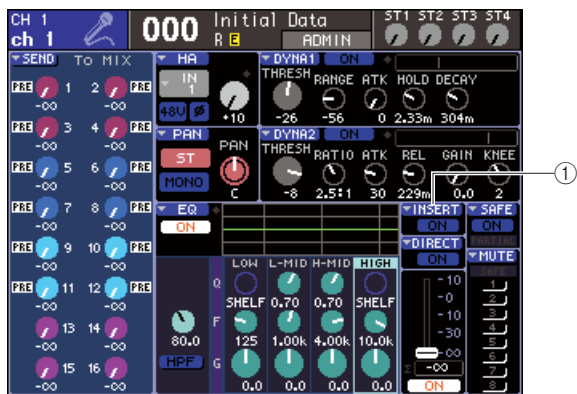 CH 1
ch 1
000
Initial Data
R E
ADMIN
ST1 ST2 ST3 ST4
SEND To MIX
PRE 1 2 PRE
-∞ -∞
PRE 3 4 PRE
-∞ -∞
PRE 5 6 PRE
-∞ -∞
PRE 7 8 PRE
-∞ -∞
PRE 9 10 PRE
-∞ -∞
PRE 11 12 PRE
-∞ -∞
13 14
-∞ -∞
15 16
-∞ -∞
HA
IN
1
48V ø
+10
DYNA1 ON
THRESH RANGE ATK HOLD DECAY
-26 -56 0 2.33m 304m
PAN
PAN
ST
MONO
C
DYNA2 ON
THRESH RATIO ATK REL GAIN KNEE
-8 2.5:1 30 229m 0.0 2
1
EQ
ON
LOW L-MID H-MID HIGH
Q
SHELF 0.70 0.70 SHELF
F
80.0
125 1.00k 4.00k 10.0k
HPF
G
0.0 0.0 0.0 0.0
INSERT
ON
DIRECT
ON
-10
-0
-10
-30
-∞
Σ -∞
ON
SAFE
ON
PARTIAL
MUTE
SAFE
1
2
3
4
5
6
7
8